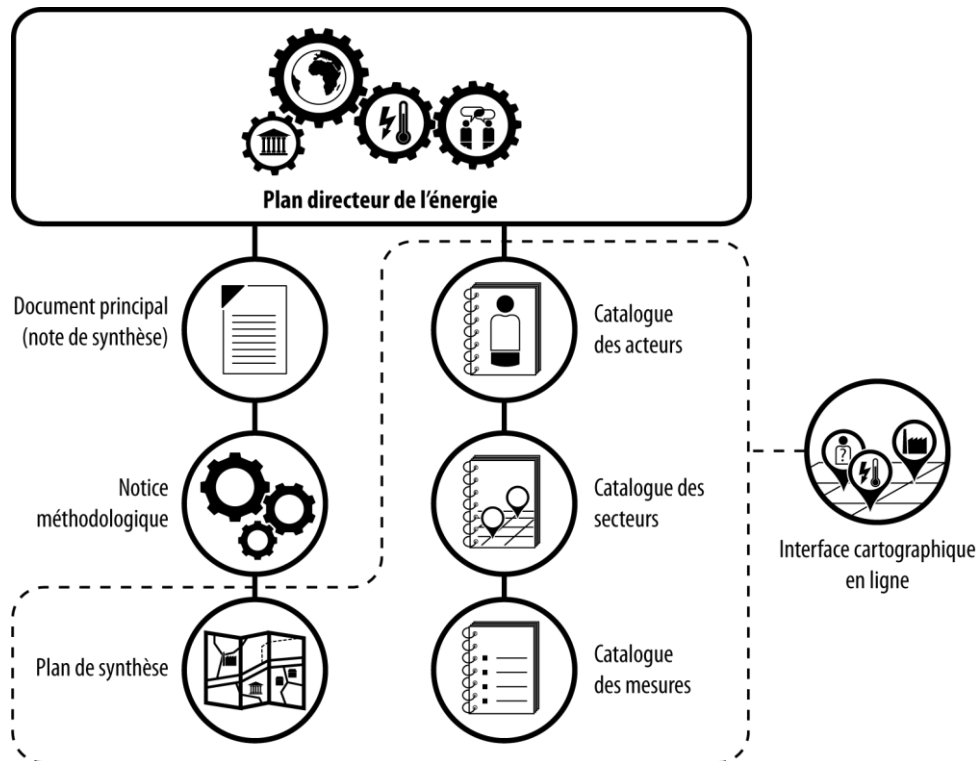 Plan directeur de l'énergie
Document principal
(note de synthèse)
Catalogue
des acteurs
Notice
méthodologique
Catalogue des
secteurs
?
Interface cartographique
en ligne
Plan de synthèse
Catalogue
des mesures